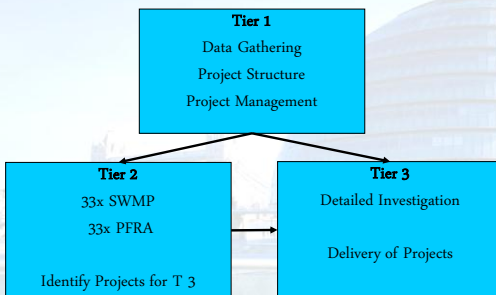 Tier 1
Data Gathering
Project Structure
Project Management
Tier 2
33x SWMP
33x PFRA
Identify Projects for T 3
Tier 3
Detailed Investigation
Delivery of Projects